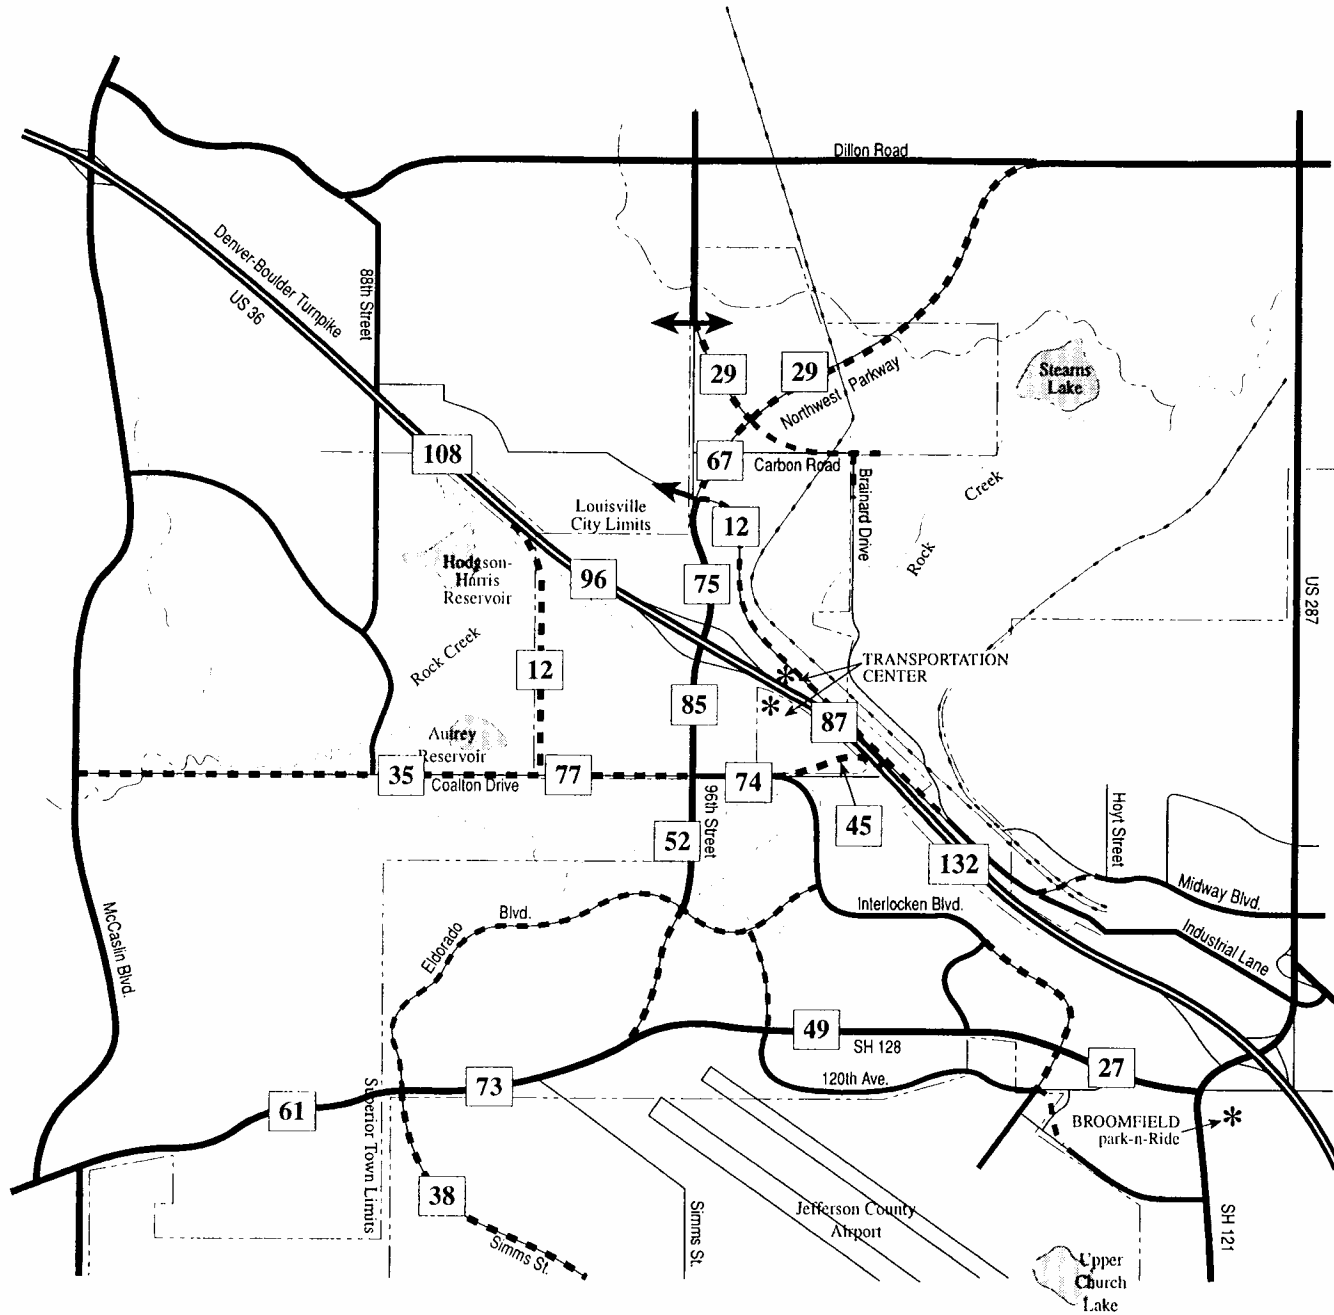 Dillon Road
Denver-Boulder Turnpike
US 36
88th Street
29
29
Northwest Parkway
Stearns
Lake
108
67
Carbon Road
Brainard Drive
Creek
Rock
Louisville
City Limits
12
Hodgson-
Harris
Reservoir
96
75
US 287
Rock Creek
12
TRANSPORTATION
CENTER
85
87
Autrey
Reservoir
35
Coalton Drive
77
74
96th Street
45
52
132
Hoyt Street
Midway Blvd.
Industrial Lane
McCaslin Blvd.
Eldorado
Blvd.
Interlocken Blvd.
49
SH 128
120th Ave.
27
73
61
Superior Town Limits
BROOMFIELD
park-n-Ride
38
Simms St.
Simms St.
Jefferson County
Airport
SH 121
Upper
Church
Lake